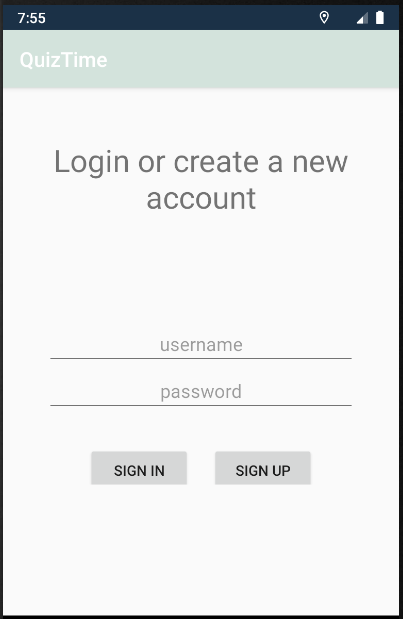 7:55
QuizTime
Login or create a new
account
username
password
SIGN IN SIGN UP